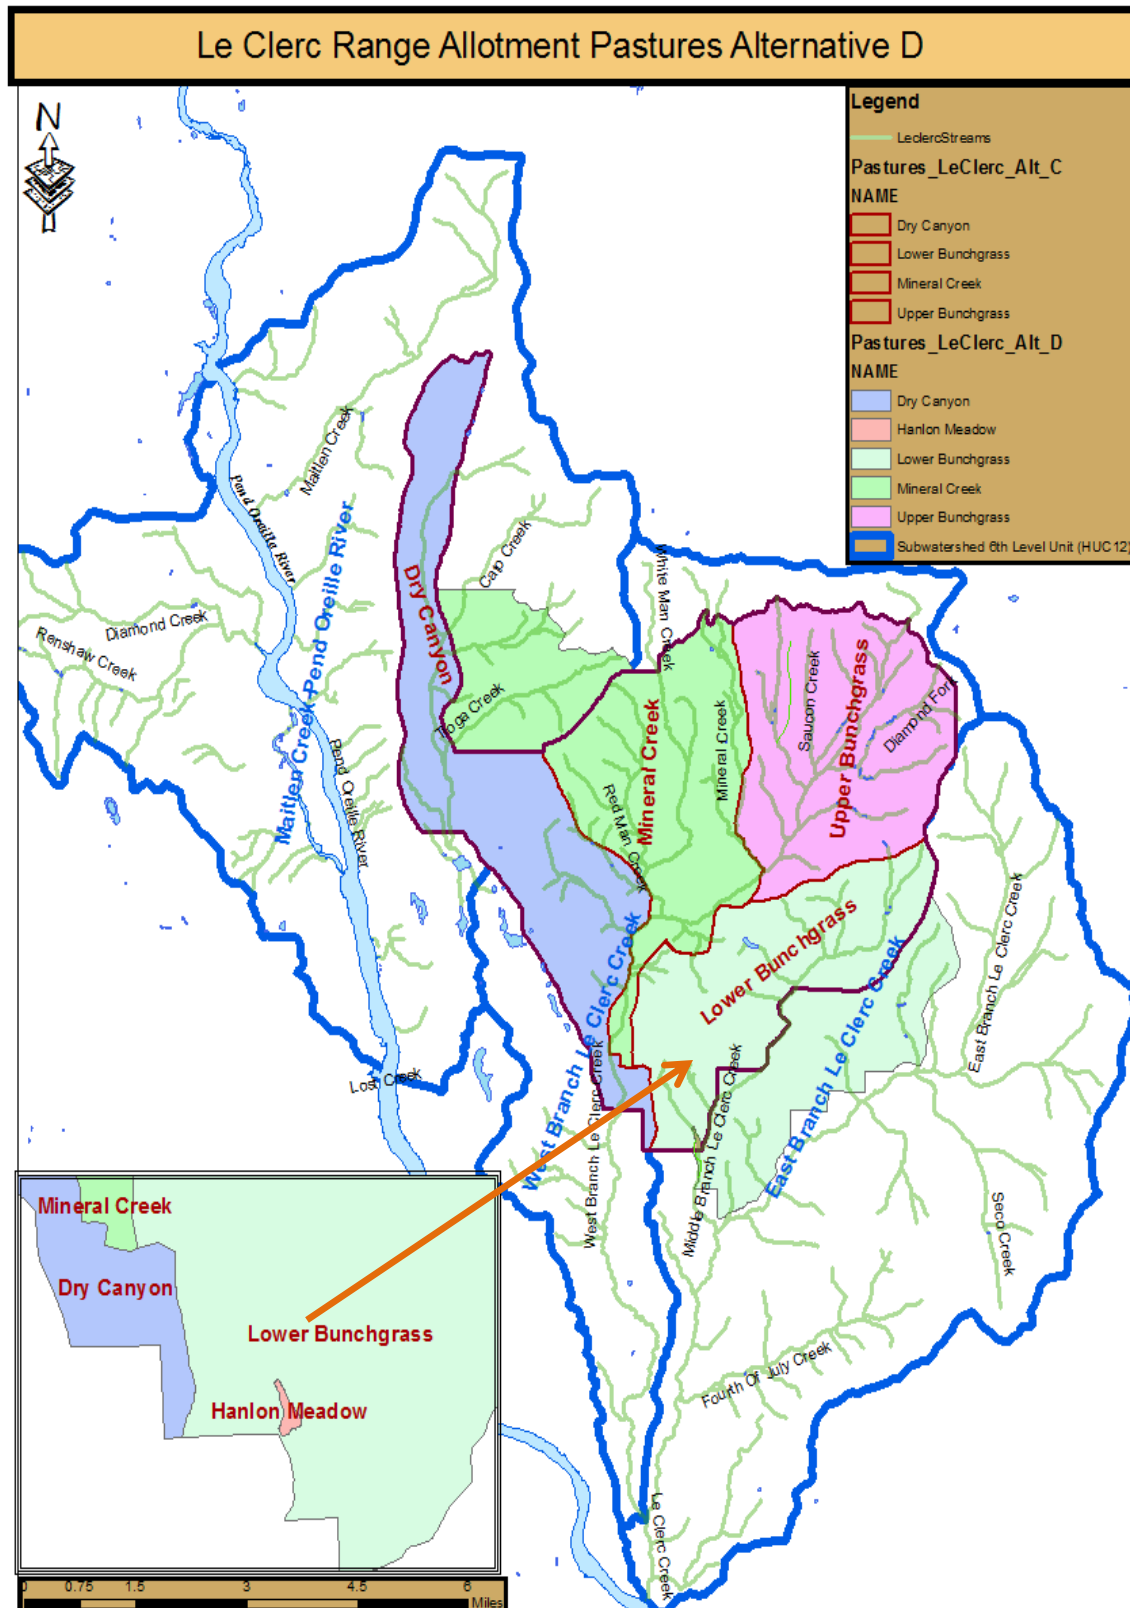 Le Clerc Range Allotment Pastures Alternative D
N
Legend
LeclercStreams
Pastures_LeClerc_Alt_C
NAME
Dry Canyon
Lower Bunchgrass
Mineral Creek
Upper Bunchgrass
Pastures_LeClerc_Alt_D
NAME
Dry Canyon
Hanlon Meadow
Lower Bunchgrass
Mineral Creek
Upper Bunchgrass
Subwatershed 6th Level Unit (HUC12)
Maitlen Creek
Pend Oreille River
Maitlen Creek-Pend Oreille River
Carp Creek
White Man Creek
Dry Canyon
Diamond Creek
Renshaw Creek
Tioga Creek
Mineral Creek
Mineral Creek
Saucon Creek
Upper Bunchgrass
Diamond Fork
Pend Oreille River
Red Man Creek
Lower Bunchgrass
East Branch Le Clerc Creek
West Branch Le Clerc Creek
East Branch Le Clerc Creek
Lost Creek
West Branch Le Clerc Creek
Middle Branch Le Clerc Creek
Seco Creek
Fourth Of July Creek
Le Clerc Creek
Mineral Creek
Dry Canyon
Lower Bunchgrass
Hanlon Meadow
0 0.75 1.5 3 4.5 6
Miles